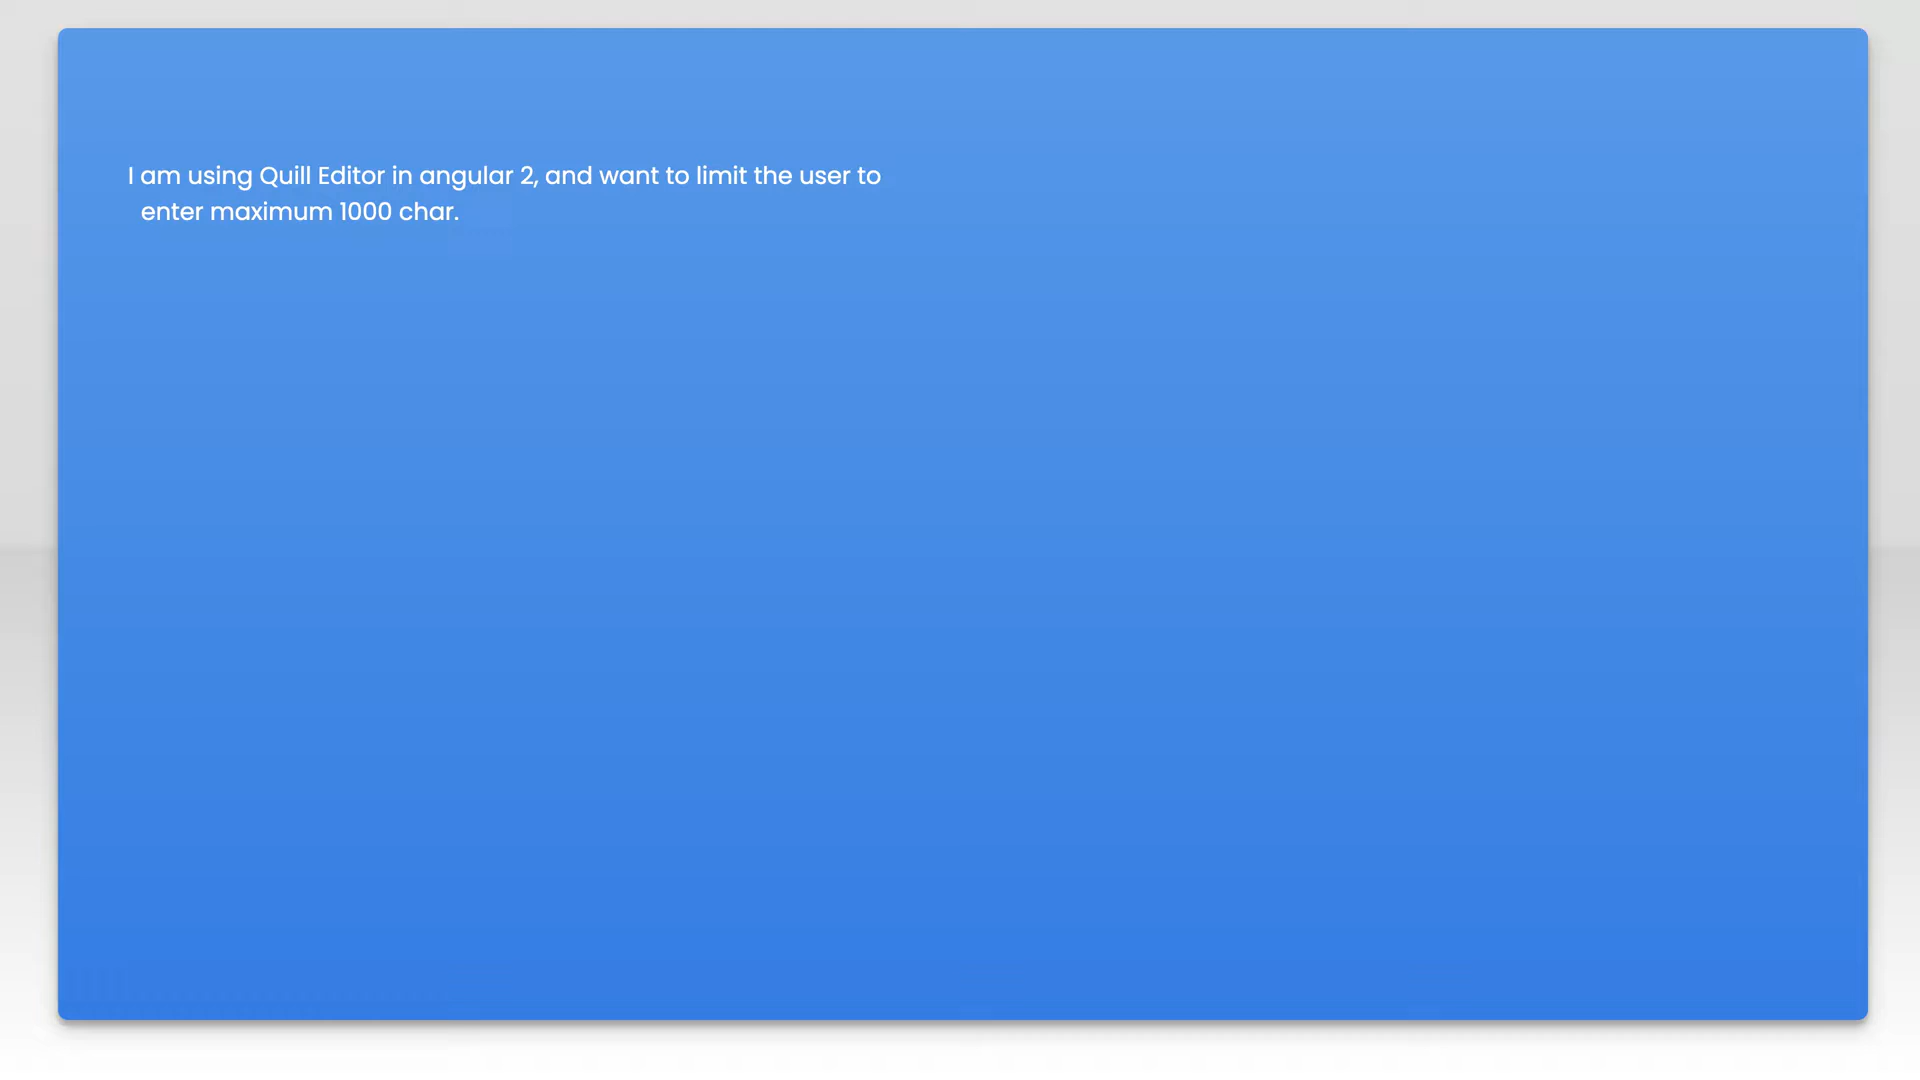 I am using Quill Editor in angular 2, and want to limit the user to
enter maximum 1000 char.